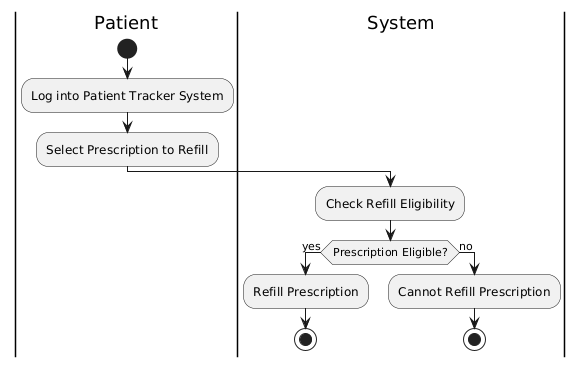 Patient
System
Log into Patient Tracker System
Select Prescription to Refill
Check Refill Eligibility
yes
Prescription Eligible?
no
Refill Prescription
Cannot Refill Prescription